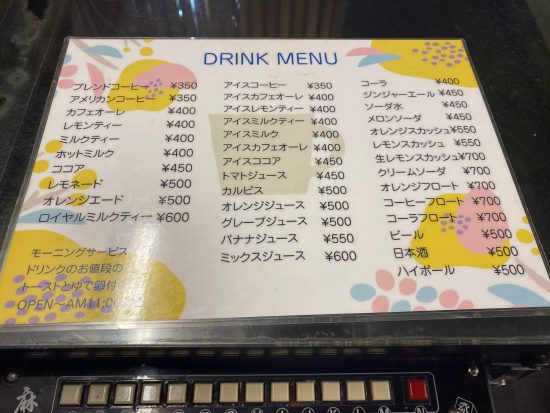 DRINK MENU
ブレンドコーヒー ¥350
アメリカンコーヒー ¥350
カフェオーレ ¥400
レモンティー ¥400
ミルクティー ¥400
ホットミルク ¥400
ココア ¥450
レモネード ¥500
オレンジエード ¥500
ロイヤルミルクティー ¥600
モーニングサービス
ドリンクのお値段の
トーストとゆで卵付
OPEN〜AM11:00
アイスコーヒー ¥350
アイスカフェオーレ ¥400
アイスレモンティー ¥400
アイスミルクティー ¥400
アイスミルク ¥400
アイスカフェオーレ ¥400
アイスココア ¥450
トマトジュース ¥450
カルピス ¥500
オレンジジュース ¥500
グレープジュース ¥500
バナナジュース ¥550
ミックスジュース ¥600
コーラ ¥400
ジンジャーエール ¥450
ソーダ水 ¥450
メロンソーダ ¥450
オレンジスカッシュ ¥550
レモンスカッシュ ¥550
生レモンスカッシュ ¥700
クリームソーダ ¥600
オレンジフロート ¥600
コーヒーフロート ¥700
コーラフロート ¥700
ビール ¥500
日本酒 ¥500
ハイボール ¥500
麻